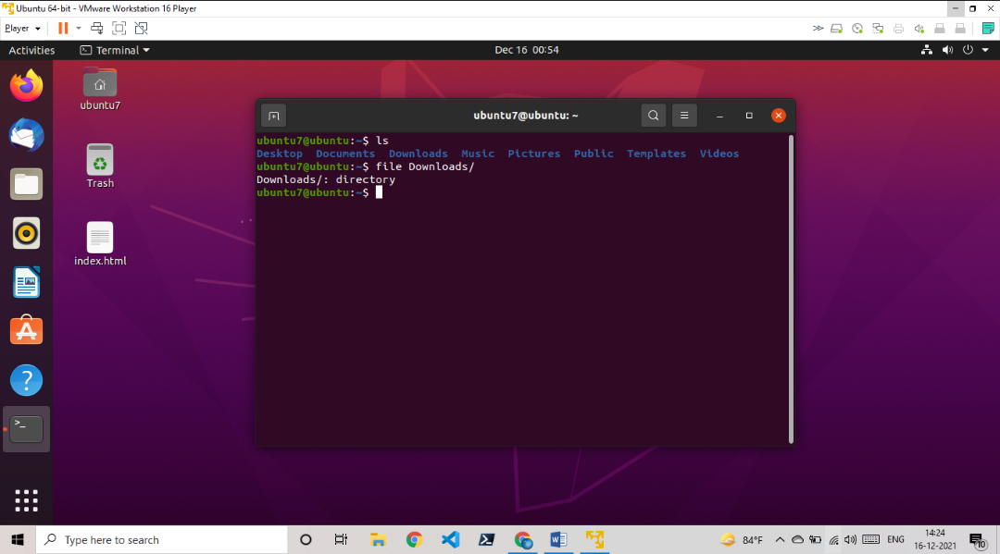 Ubuntu 64-bit - VMware Workstation 16 Player
Player
Activities
Terminal
Dec 16 00:54
ubuntu7
Trash
index.html
ubuntu7@ubuntu: ~
ubuntu7@ubuntu:~$ ls
Desktop Documents Downloads Music Pictures Public Templates Videos
ubuntu7@ubuntu:~$ file Downloads/
Downloads/: directory
ubuntu7@ubuntu:~$
Type here to search
84°F
ENG
14:24
16-12-2021
10